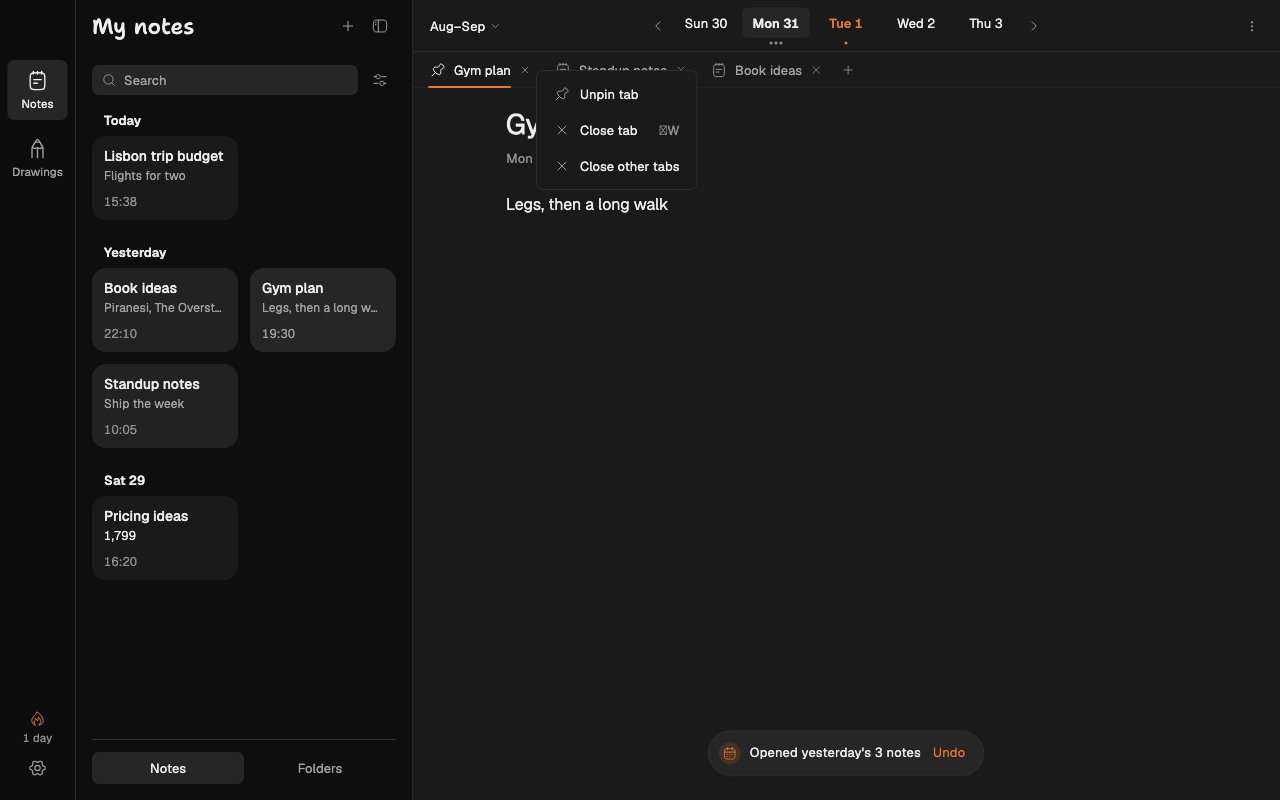 My notes
Aug–Sep
Sun 30
Mon 31
Tue 1
Wed 2
Thu 3
Notes
Drawings
Search
Gym plan
Book ideas
Unpin tab
Close tab
W
Close other tabs
Gy
Mon
Legs, then a long walk
Today
Lisbon trip budget
Flights for two
15:38
Yesterday
Book ideas
Piranesi, The Overst…
22:10
Gym plan
Legs, then a long w…
19:30
Standup notes
Ship the week
10:05
Sat 29
Pricing ideas
1,799
16:20
1 day
Notes
Folders
Opened yesterday's 3 notes
Undo